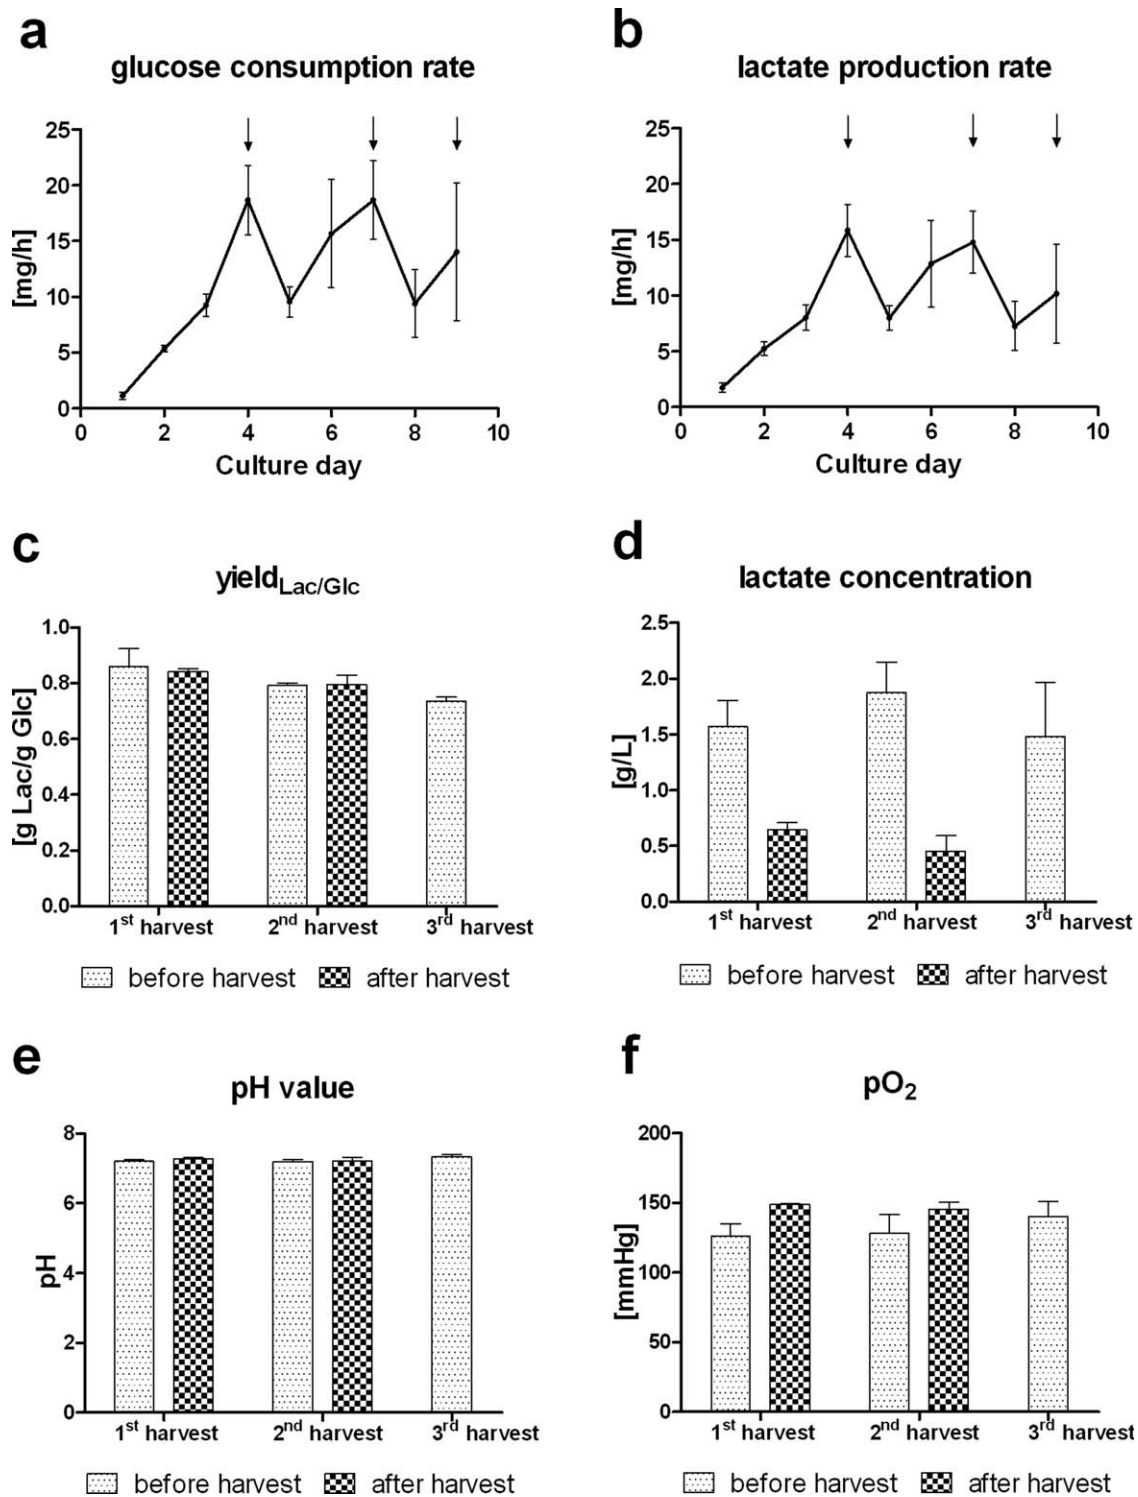 a
glucose consumption rate
[mg/h]
25
20
15
10
5
0
0 2 4 6 8 10
Culture day
b
lactate production rate
[mg/h]
25
20
15
10
5
0
0 2 4 6 8 10
Culture day
c
yield Lac/Glc
[g Lac/g Glc]
1.0
0.8
0.6
0.4
0.2
0.0
1st harvest 2nd harvest 3rd harvest
before harvest after harvest
d
lactate concentration
[g/L]
2.5
2.0
1.5
1.0
0.5
0.0
1st harvest 2nd harvest 3rd harvest
before harvest after harvest
e
pH value
pH
8
6
4
2
0
1st harvest 2nd harvest 3rd harvest
before harvest after harvest
f
pO2
[mmHg]
200
150
100
50
0
1st harvest 2nd harvest 3rd harvest
before harvest after harvest